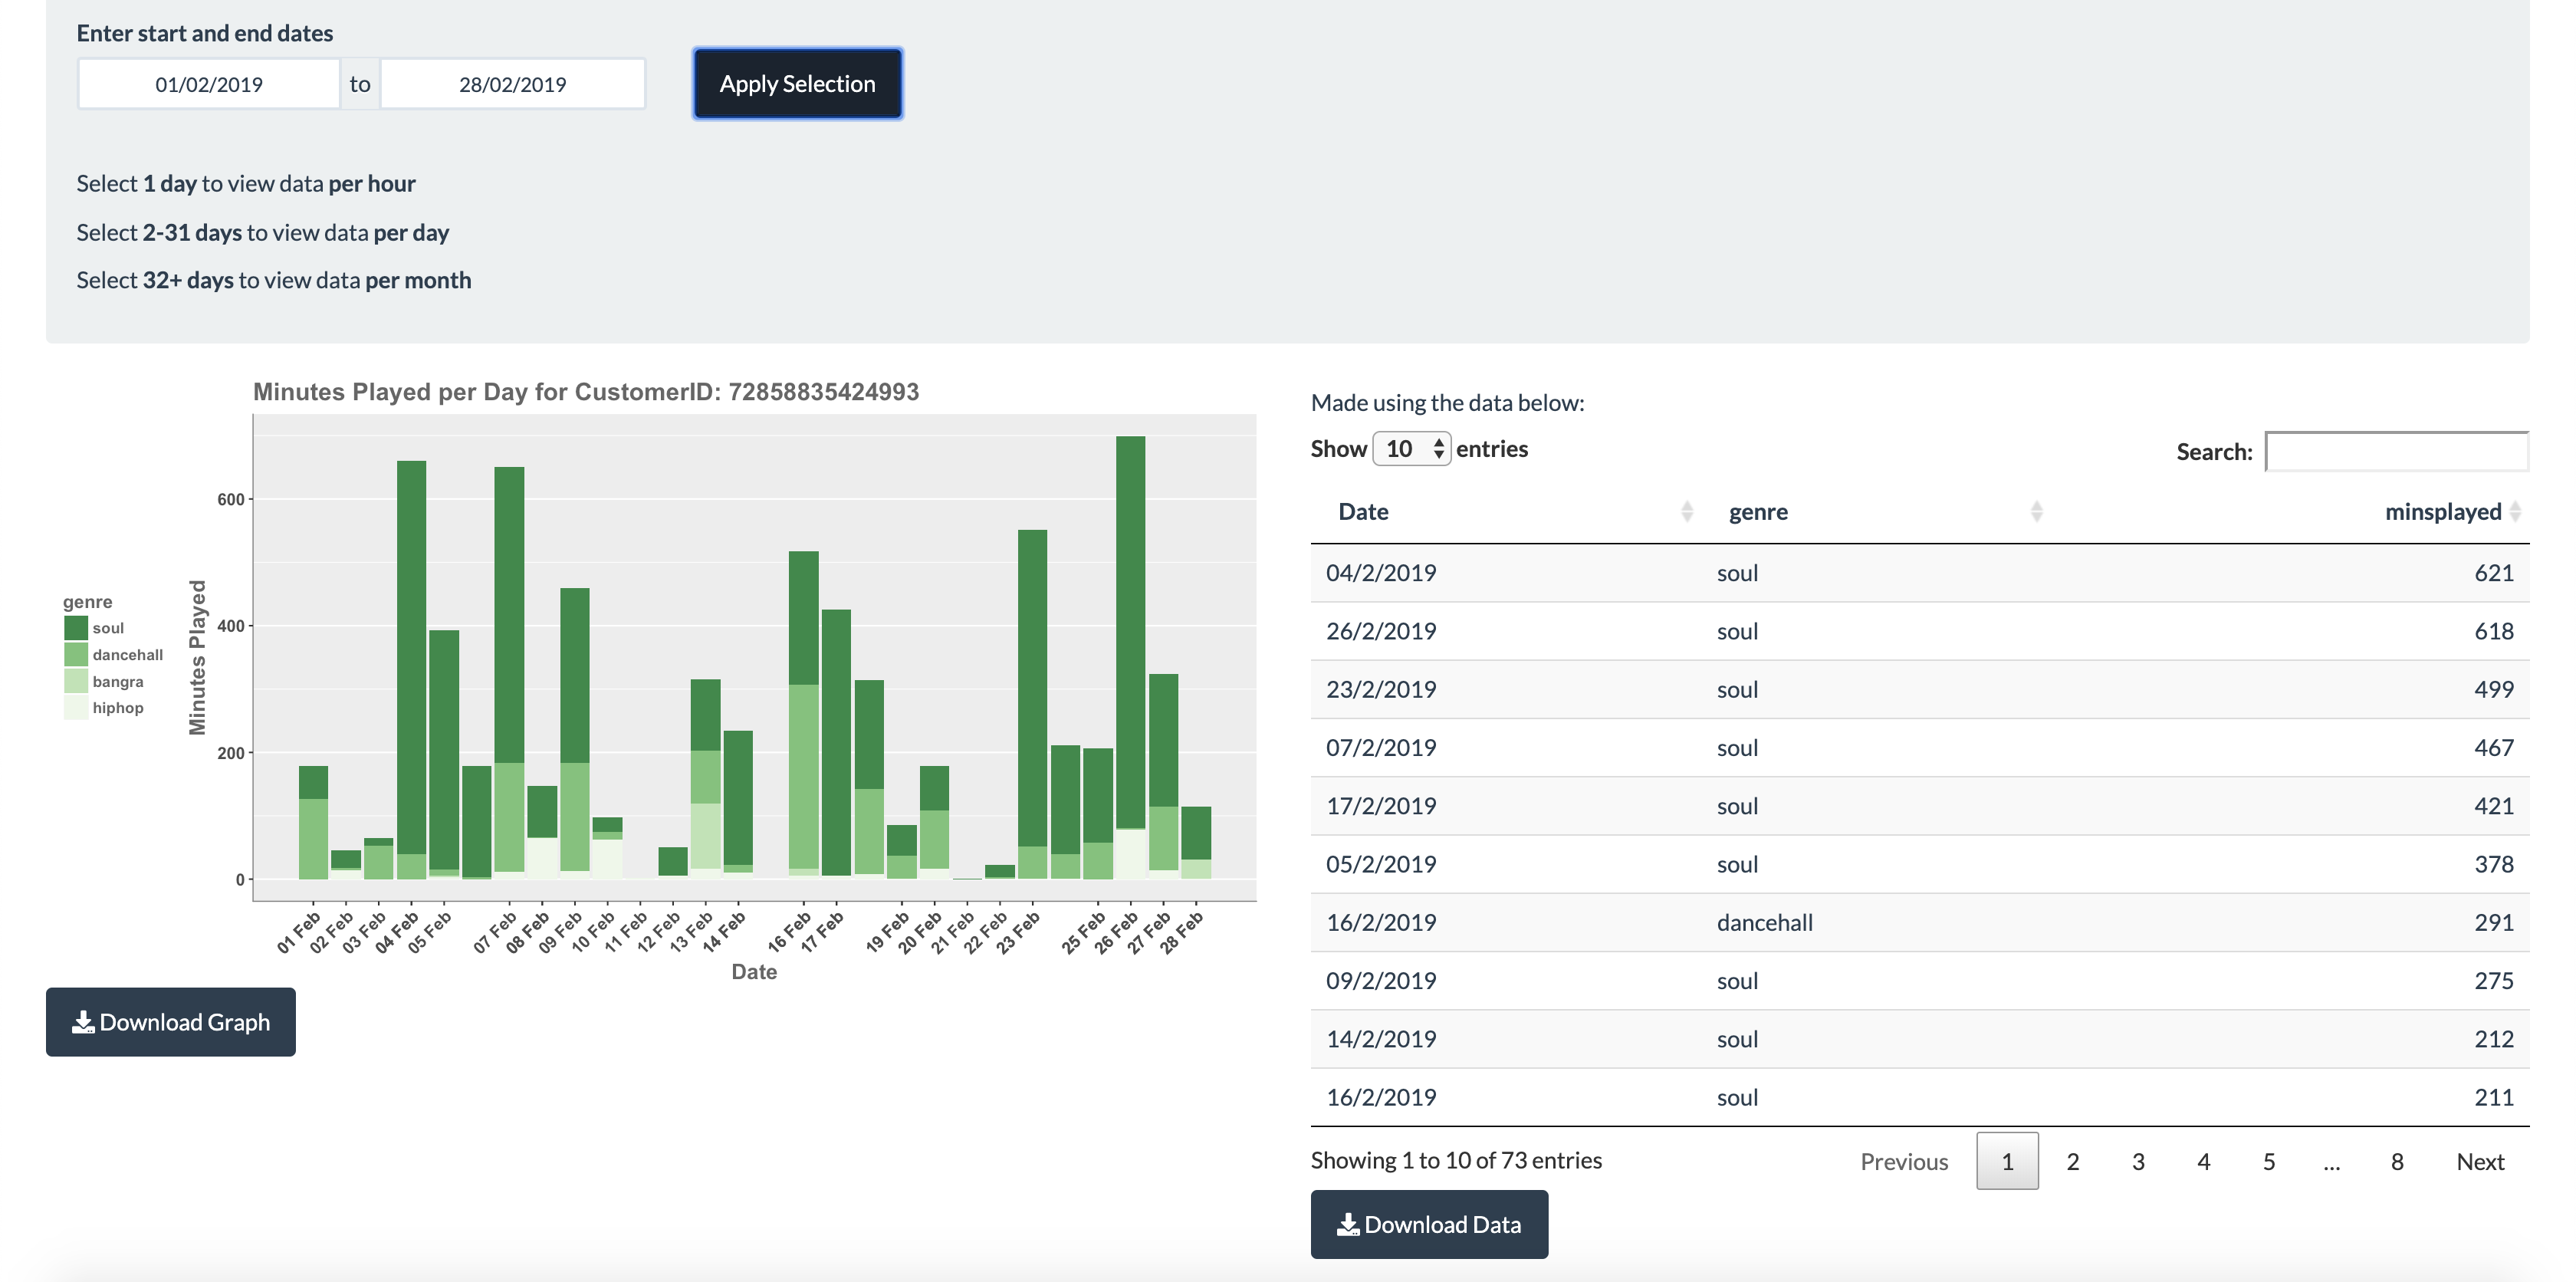 Enter start and end dates
01/02/2019 to 28/02/2019 Apply Selection
Select 1 day to view data per hour
Select 2-31 days to view data per day
Select 32+ days to view data per month
Minutes Played per Day for CustomerID: 72858835424993
genre
soul
dancehall
bangra
hiphop
Minutes Played
600
400
200
0
01 Feb 02 Feb 03 Feb 04 Feb 05 Feb 07 Feb 08 Feb 09 Feb 10 Feb 11 Feb 12 Feb 13 Feb 14 Feb 16 Feb 17 Feb 19 Feb 20 Feb 21 Feb 22 Feb 23 Feb 25 Feb 26 Feb 27 Feb 28 Feb
Date
Download Graph
Made using the data below:
Show 10 entries Search:
Date genre minsplayed
04/2/2019 soul 621
26/2/2019 soul 618
23/2/2019 soul 499
07/2/2019 soul 467
17/2/2019 soul 421
05/2/2019 soul 378
16/2/2019 dancehall 291
09/2/2019 soul 275
14/2/2019 soul 212
16/2/2019 soul 211
Showing 1 to 10 of 73 entries Previous 1 2 3 4 5 ... 8 Next
Download Data